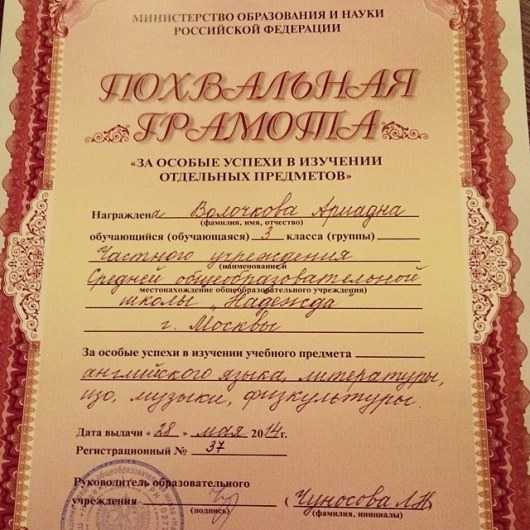 МИНИСТЕРСТВО ОБРАЗОВАНИЯ И НАУКИ
РОССИЙСКОЙ ФЕДЕРАЦИИ
ПОХВАЛЬНАЯ
ГРАМОТА
«ЗА ОСОБЫЕ УСПЕХИ В ИЗУЧЕНИИ
ОТДЕЛЬНЫХ ПРЕДМЕТОВ»
Награждена Волочкова Ариадна
(фамилия, имя, отчество)
обучающийся (обучающаяся) 3 класса (группы)
Частного учреждения
(наименование и
Средней общеобразовательной
местонахождение общеобразовательного учреждения)
школы "Надежда
г. Москвы
За особые успехи в изучении учебного предмета
английского языка, литературы,
изо, музыки, физкультуры.
Дата выдачи «28» мая 2014г.
Регистрационный № 37
Руководитель образовательного
учреждения (Чуносова Л.Н
(подпись) (фамилия, инициалы)